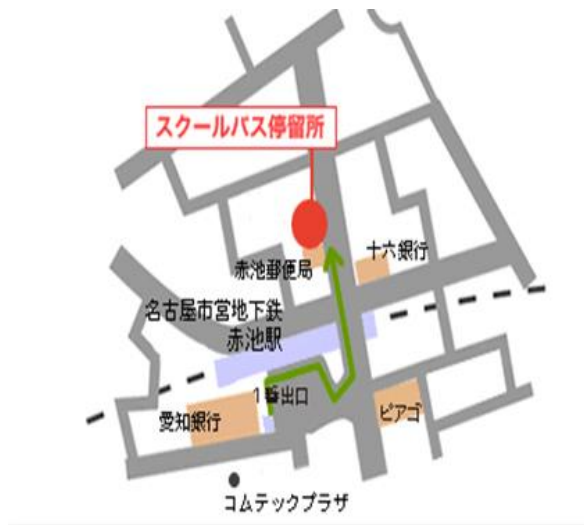 スクールバス停留所
十六銀行
赤池郵便局
名古屋市営地下鉄
赤池駅
1番出口
愛知銀行
ピアゴ
コムテックプラザ